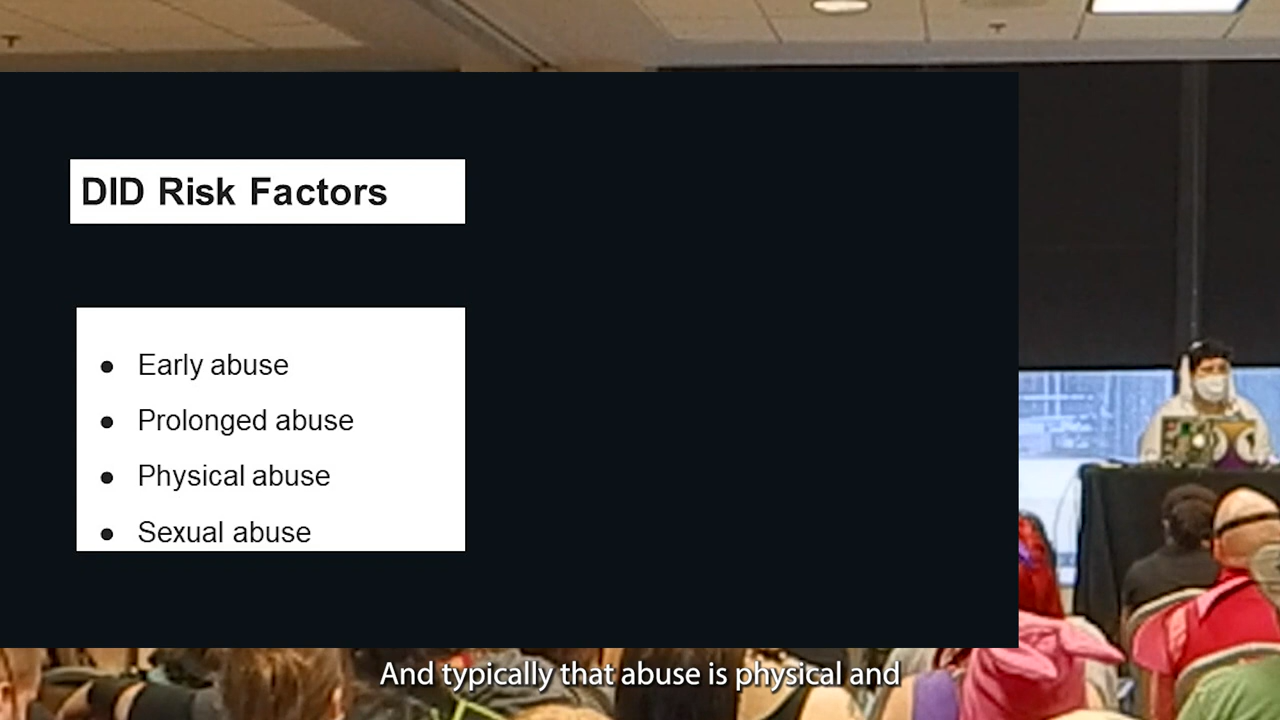 DID Risk Factors
● Early abuse
● Prolonged abuse
● Physical abuse
● Sexual abuse
And typically that abuse is physical and